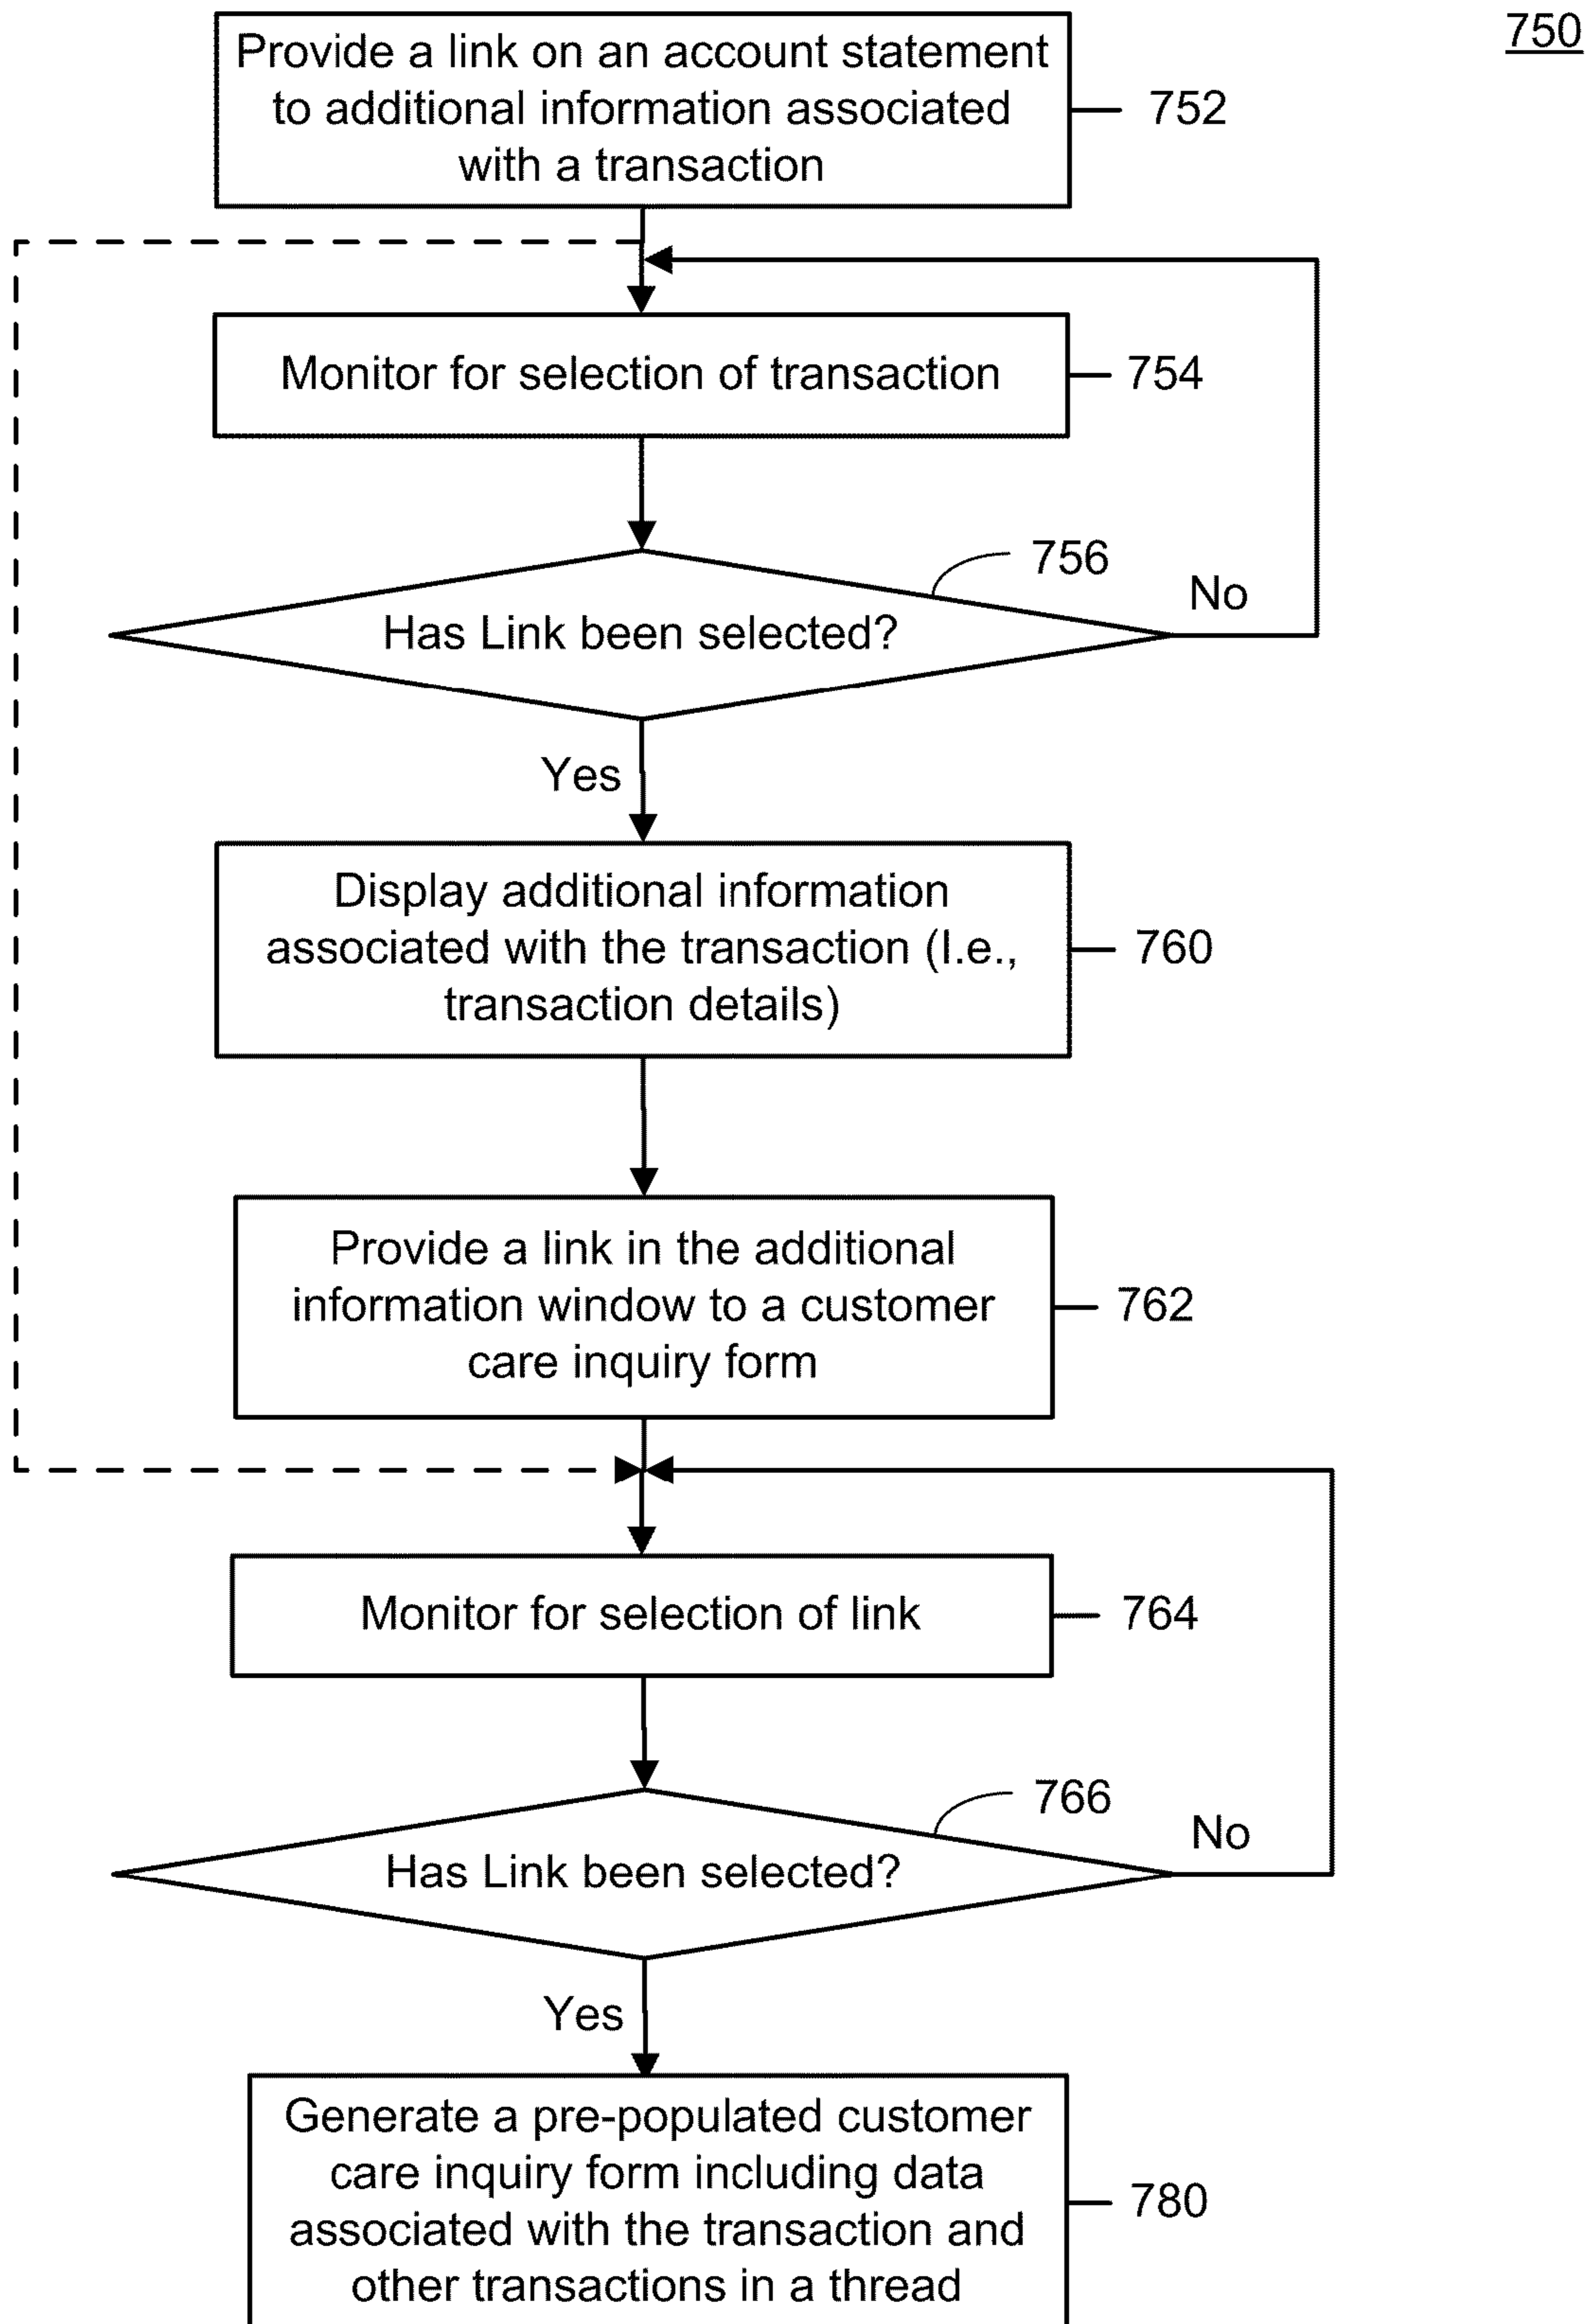 750
Provide a link on an account statement
to additional information associated
with a transaction
752
Monitor for selection of transaction
754
756
No
Has Link been selected?
Yes
Display additional information
associated with the transaction (I.e.,
transaction details)
760
Provide a link in the additional
information window to a customer
care inquiry form
762
Monitor for selection of link
764
766
No
Has Link been selected?
Yes
Generate a pre-populated customer
care inquiry form including data
associated with the transaction and
other transactions in a thread
780